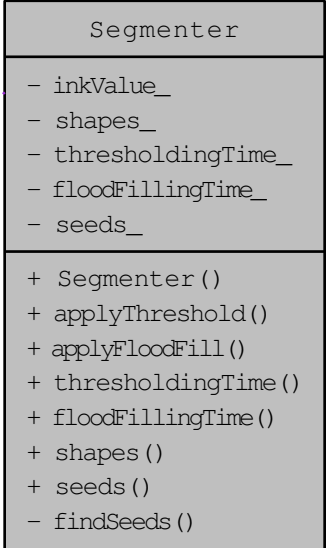 Segmenter
- inkValue_
- shapes_
- thresholdingTime_
- floodFillingTime_
- seeds_
+ Segmenter()
+ applyThreshold()
+ applyFloodFill()
+ thresholdingTime()
+ floodFillingTime()
+ shapes()
+ seeds()
- findSeeds()